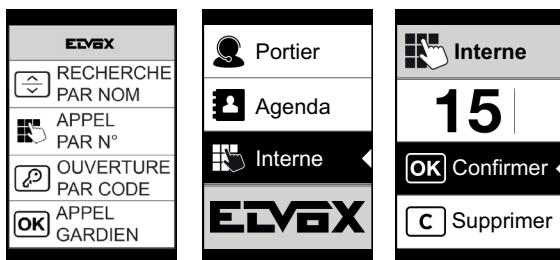 ELVOX
RECHERCHE
PAR NOM
APPEL
PAR N°
OUVERTURE
PAR CODE
OK
APPEL
GARDIEN
Portier
Agenda
Interne
ELVOX
Interne
15
OK Confirmer
C Supprimer